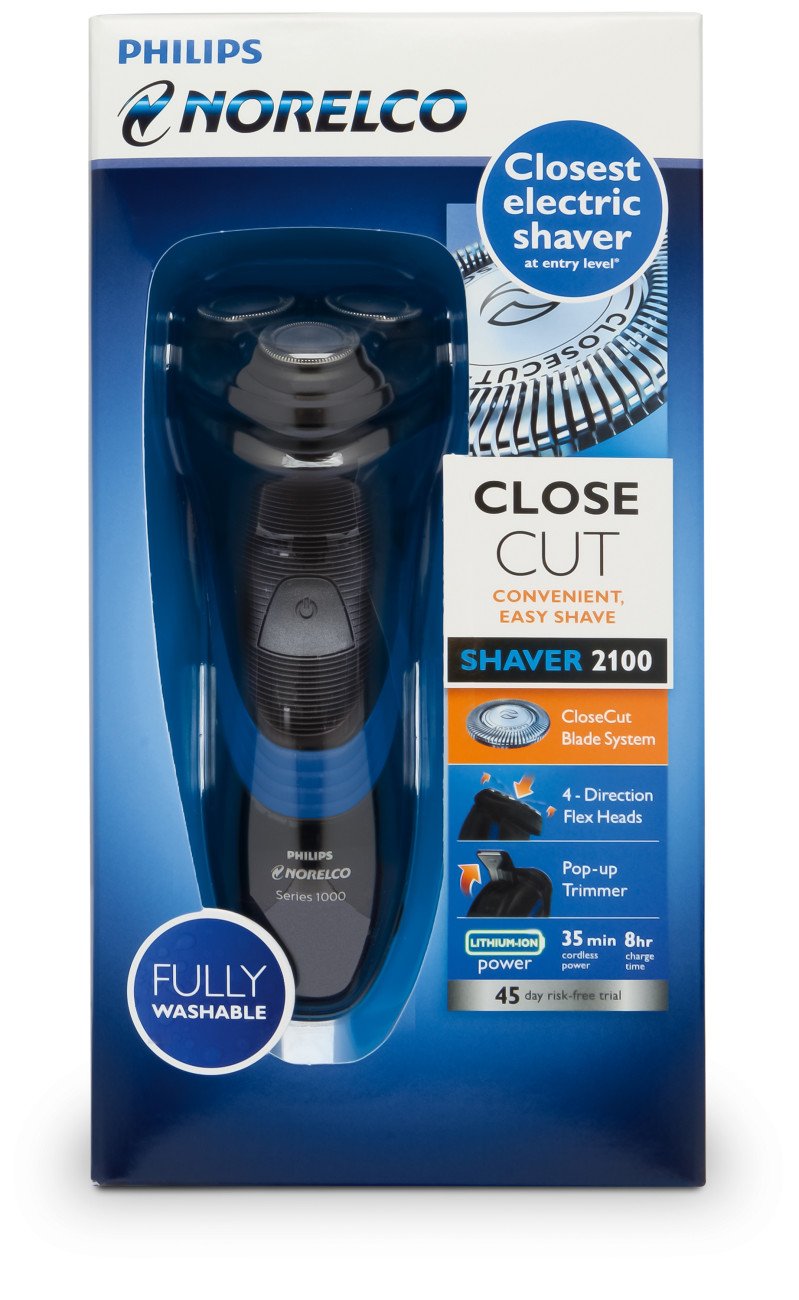 PHILIPS
NORELCO
Closest
electric
shaver
at entry level*
CLOSECUT
CLOSE
CUT
CONVENIENT,
EASY SHAVE
SHAVER 2100
CloseCut
Blade System
4 - Direction
Flex Heads
Pop-up
Trimmer
LITHIUM-ION
power
35 min
cordless
power
8hr
charge
time
45 day risk-free trial
PHILIPS
NORELCO
Series 1000
FULLY
WASHABLE